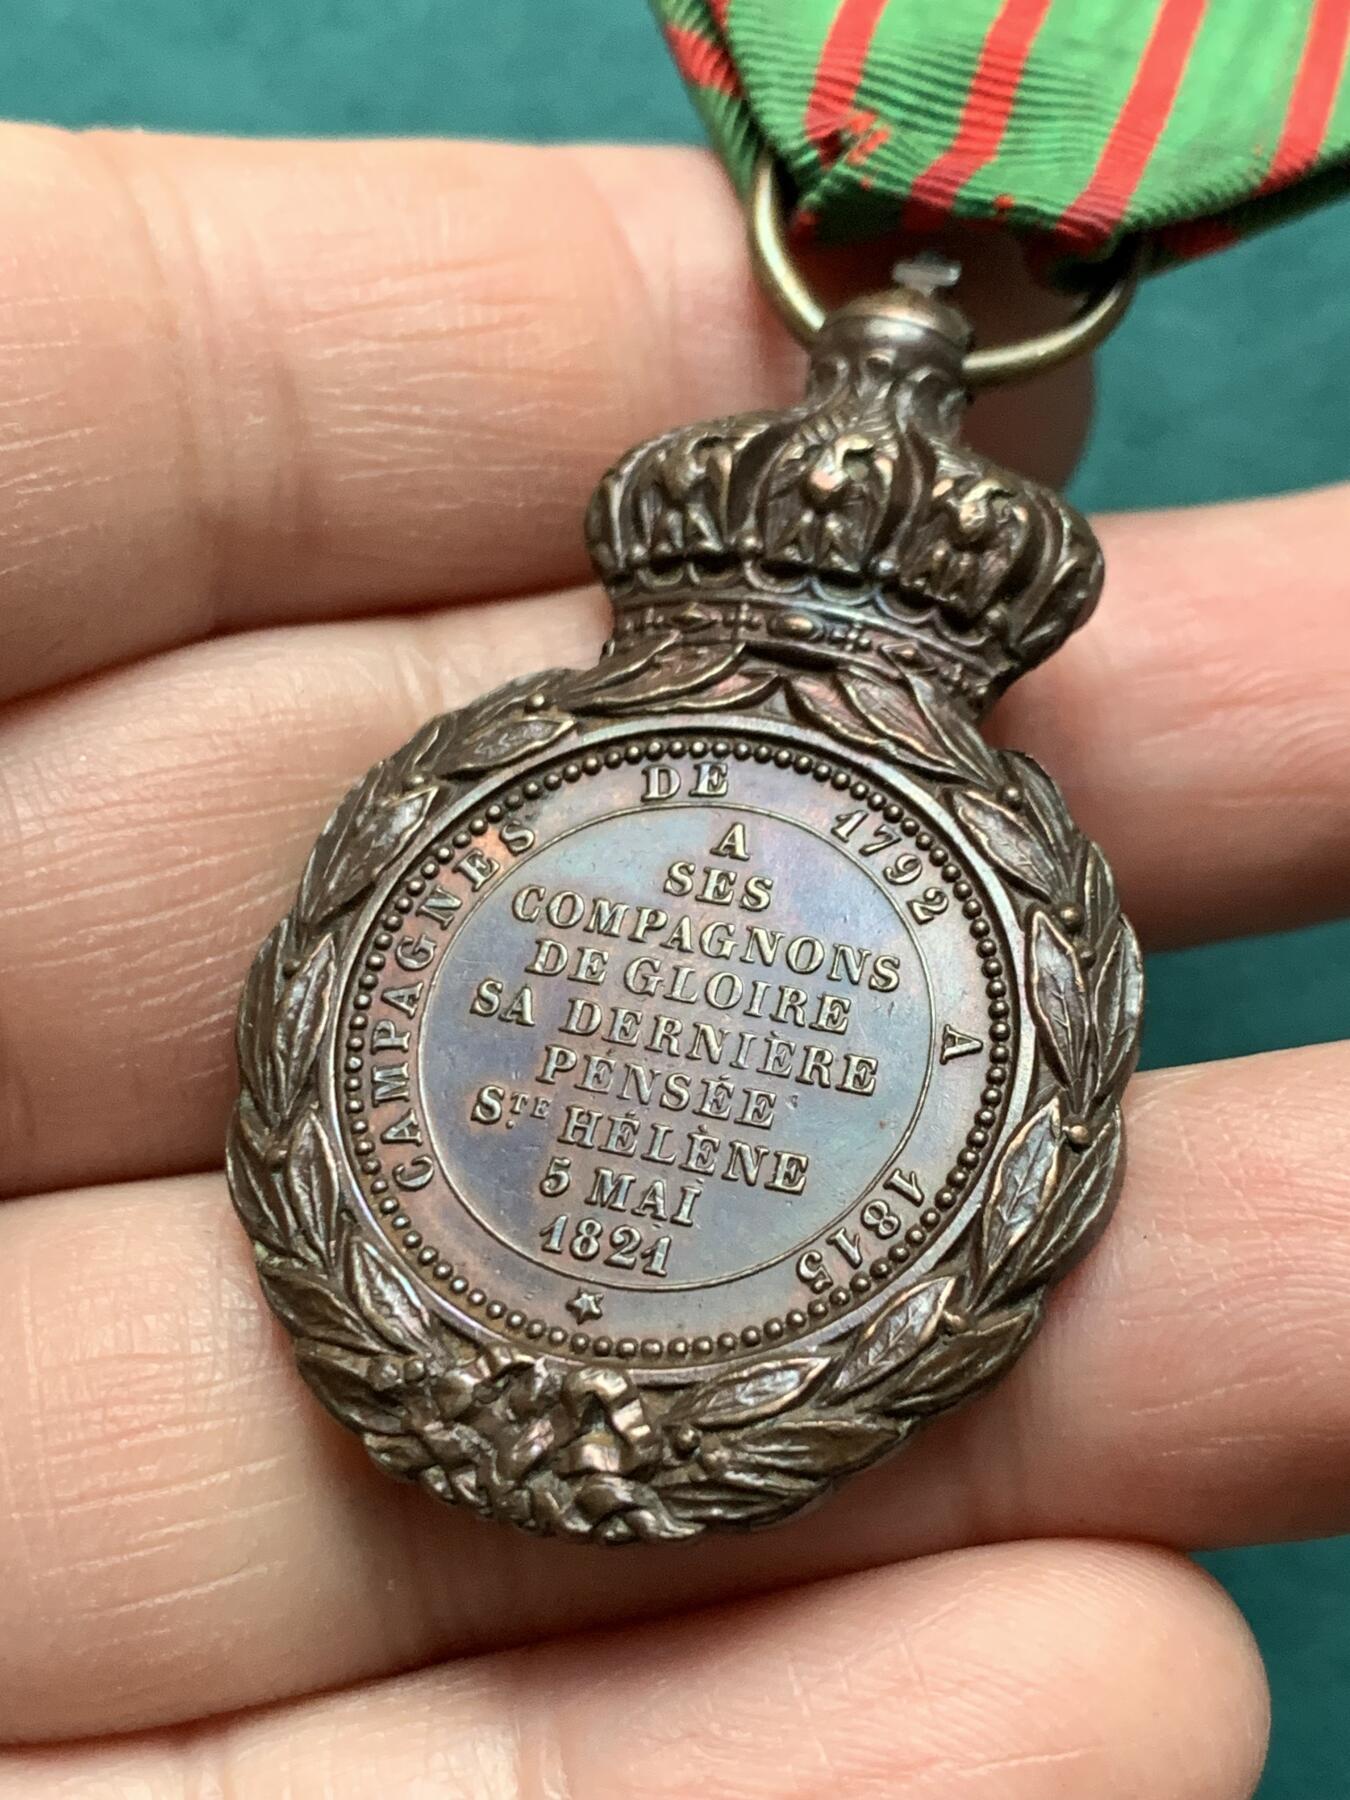 CAMPAGNES DE 1792 A 1815
A
SES
COMPAGNONS
DE GLOIRE
SA DERNIÈRE
PENSÉE
STE HÉLÈNE
5 MAI
1821